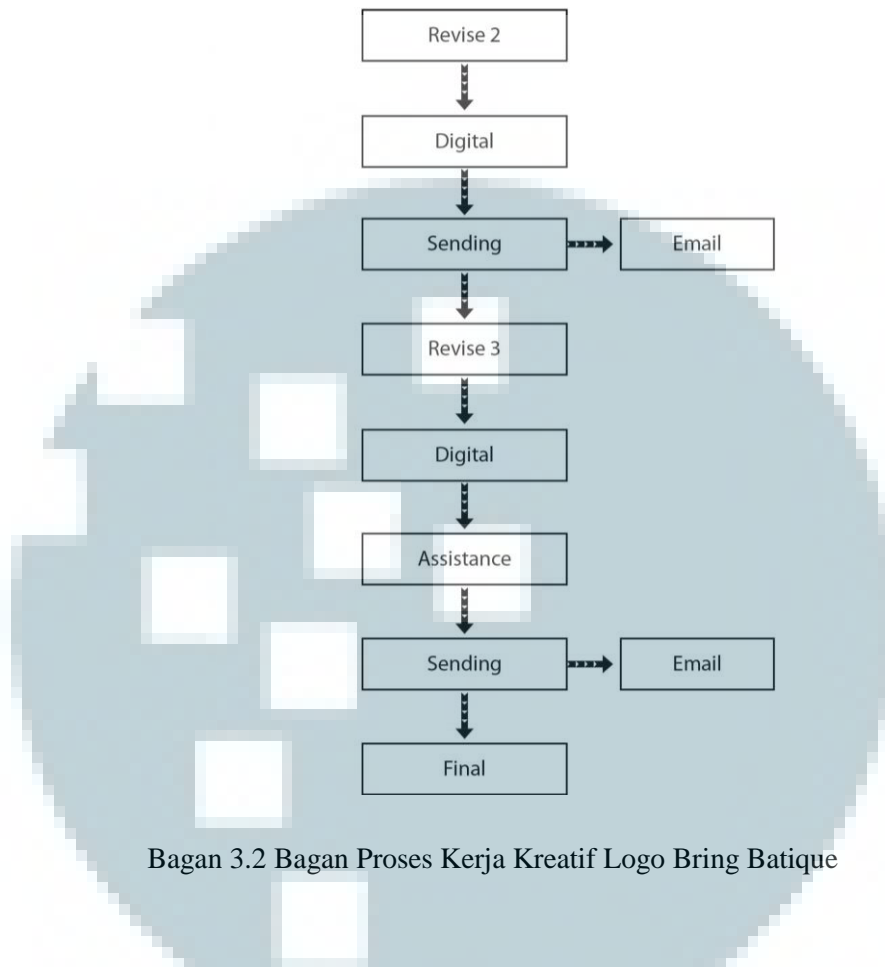 Revise 2
Digital
Sending
Email
Revise 3
Digital
Assistance
Sending
Email
Final
Bagan 3.2 Bagan Proses Kerja Kreatif Logo Bring Batique